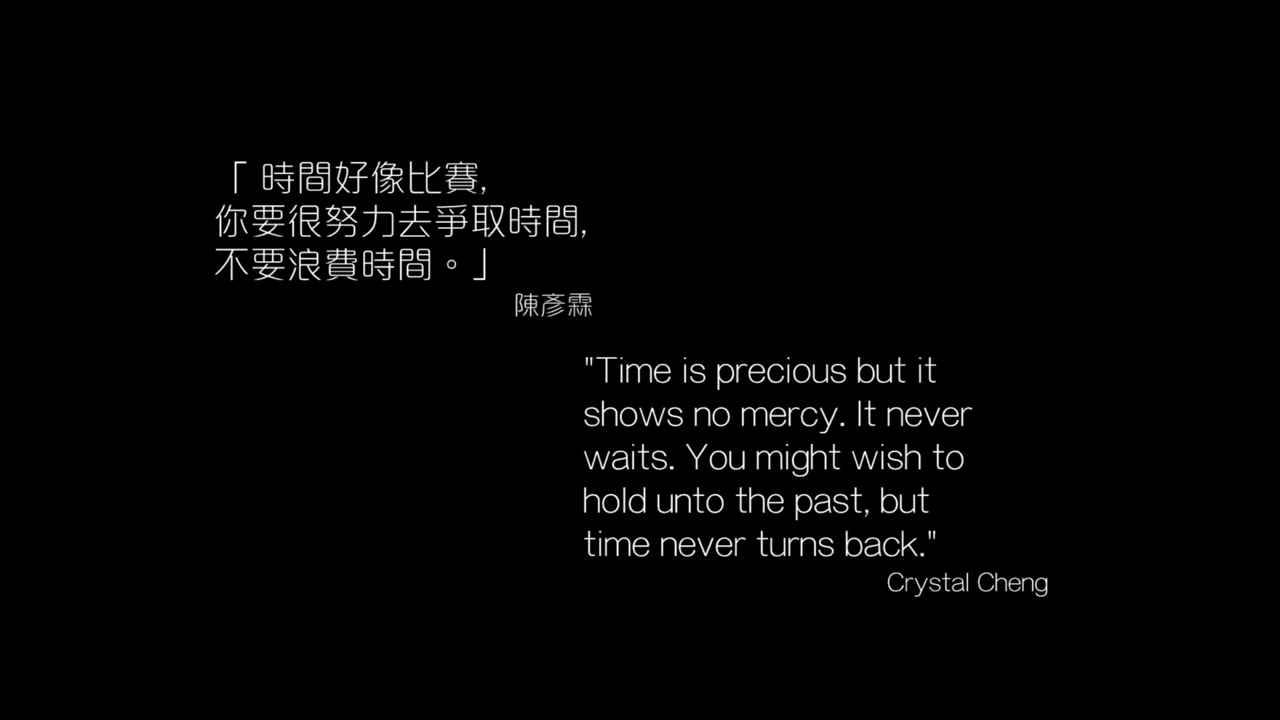 「 時間好像比賽,
你要很努力去爭取時間,
不要浪費時間。」
陳彥霖
"Time is precious but it
shows no mercy. It never
waits. You might wish to
hold unto the past, but
time never turns back."
Crystal Cheng